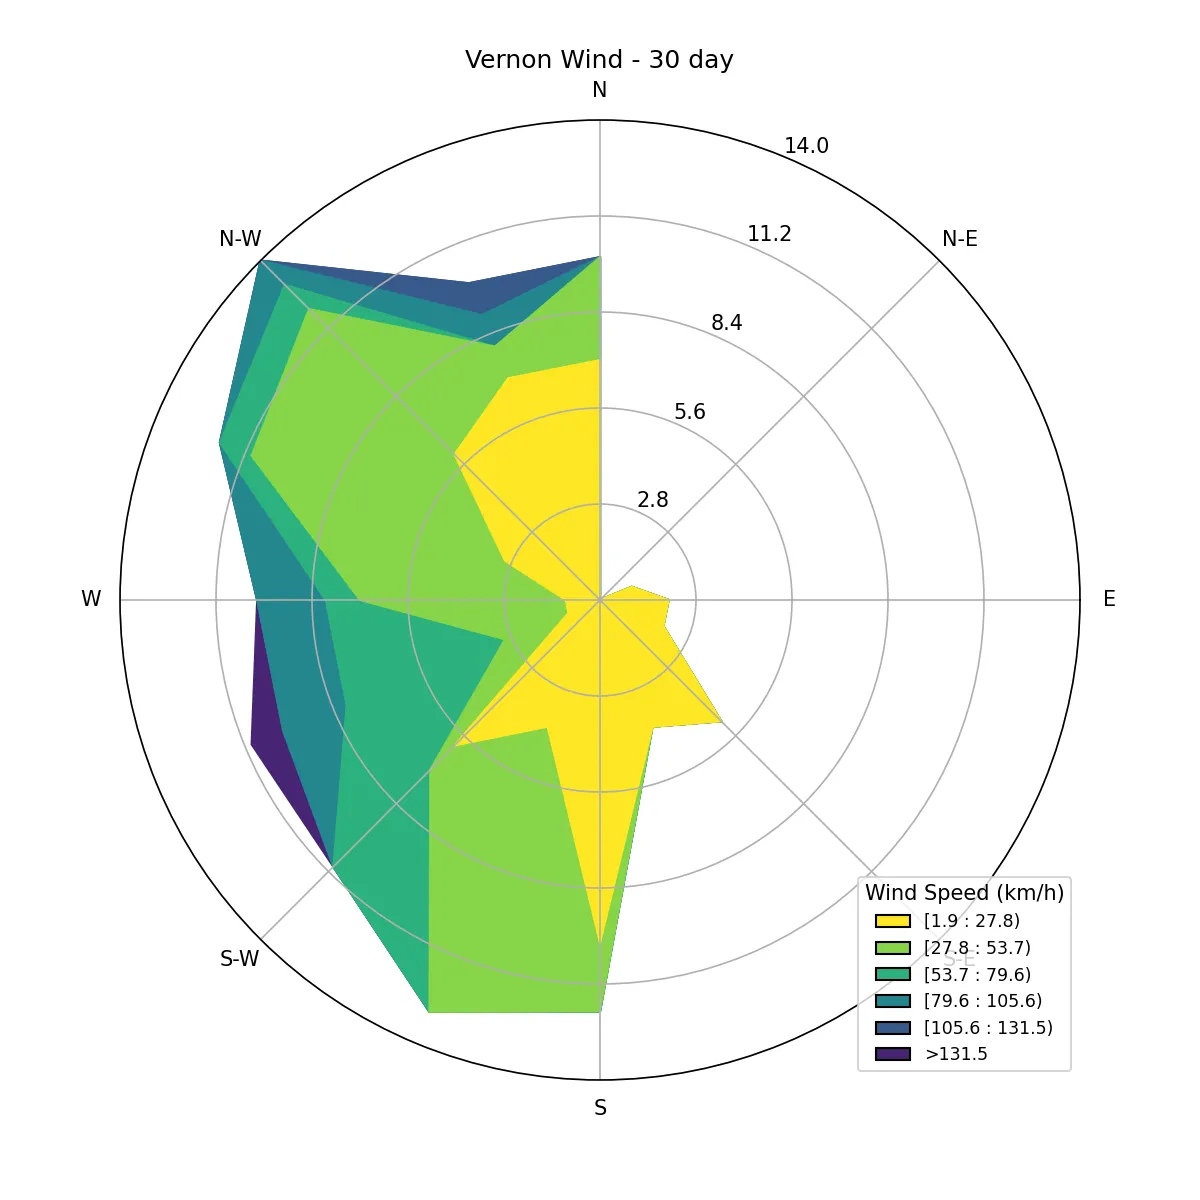 Vernon Wind - 30 day
N
14.0
11.2
N-W
N-E
8.4
5.6
2.8
W
E
S-W
S-E
S
Wind Speed (km/h)
[1.9 : 27.8)
[27.8 : 53.7)
[53.7 : 79.6)
[79.6 : 105.6)
[105.6 : 131.5)
>131.5